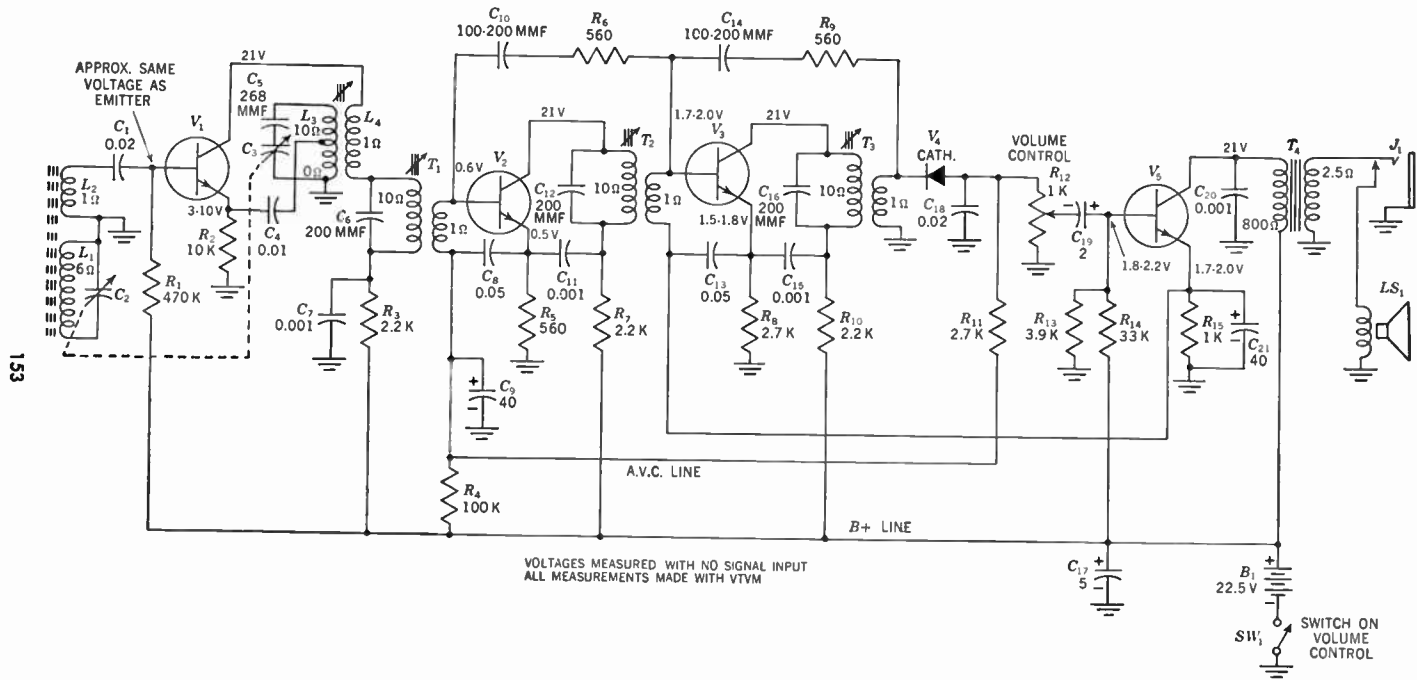 C10
100-200 MMF
R6
560
C14
100-200 MMF
R9
560
APPROX. SAME
VOLTAGE AS
EMITTER
21V
C5
268
MMF
C1
0.02
V1
L3
10Ω
C3
0Ω
L4
1Ω
T1
L2
1Ω
L1
6Ω
C2
R1
470 K
3-10V
R2
10 K
C4
0.01
C6
200 MMF
10Ω
1Ω
C7
0.001
R3
2.2 K
0.6V
V2
21V
0.5V
C12
200
MMF
10Ω
T2
1Ω
C8
0.05
C11
0.001
R5
560
R7
2.2 K
C9
40
+
-
R4
100 K
1.7-2.0V
V3
21V
1.5-1.8V
C16
200
MMF
10Ω
T3
1Ω
C13
0.05
C15
0.001
R8
2.7 K
R10
2.2 K
V4
CATH.
C18
0.02
VOLUME
CONTROL
R12
1 K
R11
2.7 K
- +
C19
2
V5
21V
1.8-2.2V
1.7-2.0V
R13
3.9 K
R14
33 K
R15
1 K
C20
0.001
+
-
C21
40
T4
2.5Ω
800Ω
J1
LS1
153
A.V.C. LINE
B+ LINE
VOLTAGES MEASURED WITH NO SIGNAL INPUT
ALL MEASUREMENTS MADE WITH VTVM
C17
5
+
-
B1
22.5 V
+
-
SW1
SWITCH ON
VOLUME
CONTROL